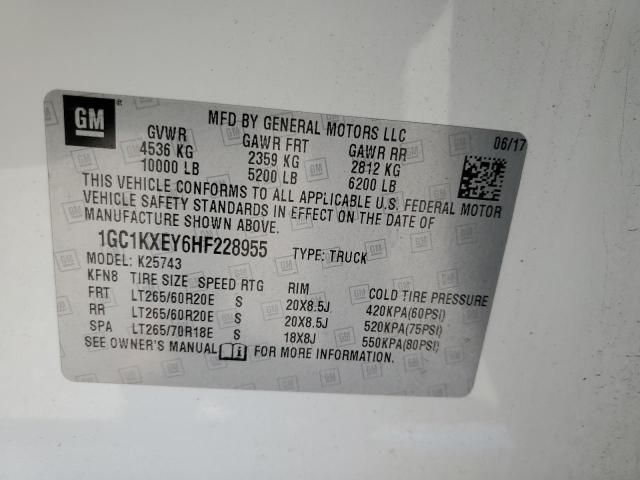 GM ®
MFD BY GENERAL MOTORS LLC
06/17
GVWR GAWR FRT GAWR RR
4536 KG 2359 KG 2812 KG
10000 LB 5200 LB 6200 LB
THIS VEHICLE CONFORMS TO ALL APPLICABLE U.S. FEDERAL MOTOR
VEHICLE SAFETY STANDARDS IN EFFECT ON THE DATE OF
MANUFACTURE SHOWN ABOVE.
1GC1KXEY6HF228955 TYPE: TRUCK
MODEL: K25743
KFN8 TIRE SIZE SPEED RTG RIM COLD TIRE PRESSURE
FRT LT265/60R20E S 20X8.5J 420KPA(60PSI)
RR LT265/60R20E S 20X8.5J 520KPA(75PSI)
SPA LT265/70R18E S 18X8J 550KPA(80PSI)
SEE OWNER'S MANUAL FOR MORE INFORMATION.